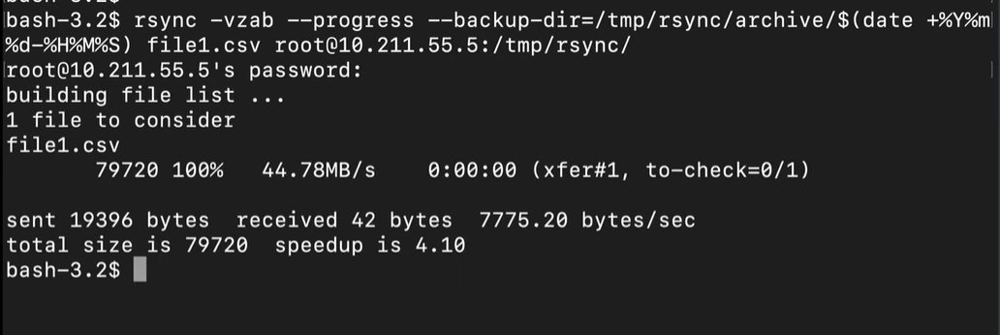 bash-3.2$ rsync -vzab --progress --backup-dir=/tmp/rsync/archive/$(date +%Y%m
%d-%H%M%S) file1.csv root@10.211.55.5:/tmp/rsync/
root@10.211.55.5's password:
building file list ...
1 file to consider
file1.csv
       79720 100%   44.78MB/s    0:00:00 (xfer#1, to-check=0/1)

sent 19396 bytes  received 42 bytes  7775.20 bytes/sec
total size is 79720  speedup is 4.10
bash-3.2$